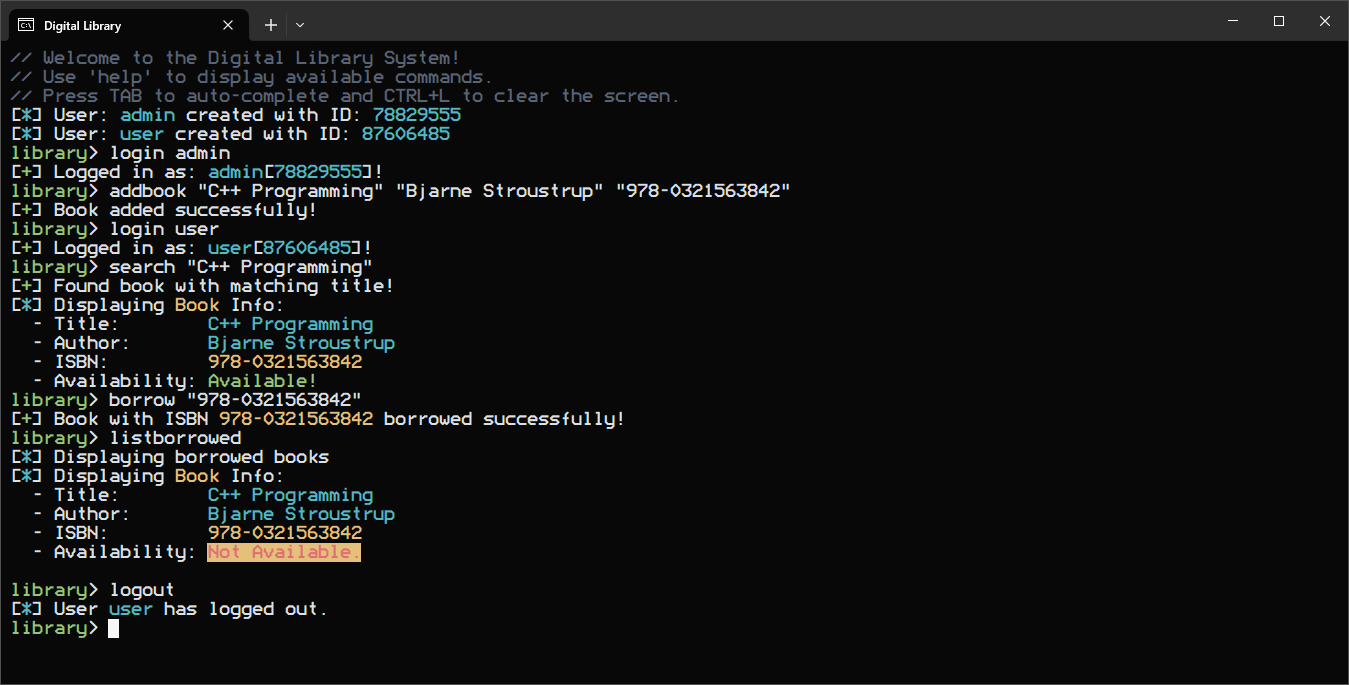 Digital Library
// Welcome to the Digital Library System!
// Use 'help' to display available commands.
// Press TAB to auto-complete and CTRL+L to clear the screen.
[*] User: admin created with ID: 78829555
[*] User: user created with ID: 87606485
library> login admin
[+] Logged in as: admin[78829555]!
library> addbook "C++ Programming" "Bjarne Stroustrup" "978-0321563842"
[+] Book added successfully!
library> login user
[+] Logged in as: user[87606485]!
library> search "C++ Programming"
[+] Found book with matching title!
[*] Displaying Book Info:
  - Title:        C++ Programming
  - Author:       Bjarne Stroustrup
  - ISBN:         978-0321563842
  - Availability: Available!
library> borrow "978-0321563842"
[+] Book with ISBN 978-0321563842 borrowed successfully!
library> listborrowed
[*] Displaying borrowed books
[*] Displaying Book Info:
  - Title:        C++ Programming
  - Author:       Bjarne Stroustrup
  - ISBN:         978-0321563842
  - Availability: Not Available.
library> logout
[*] User user has logged out.
library>